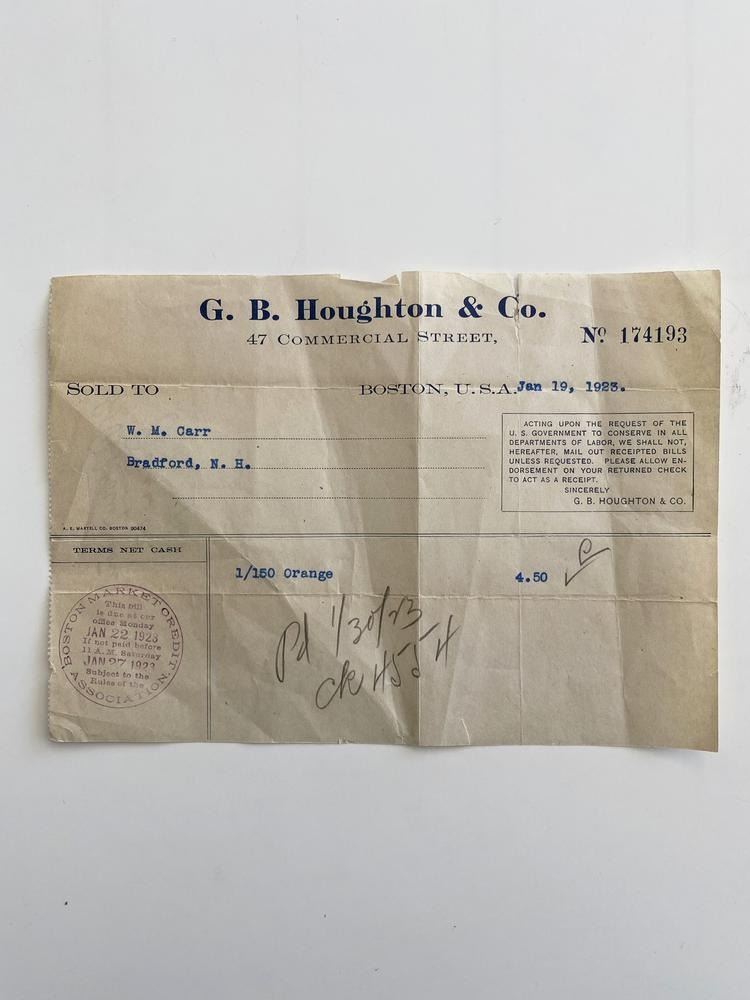 G. B. Houghton & Co.
47 COMMERCIAL STREET,
Nº 174193
SOLD TO
BOSTON, U. S. A. Jan 19, 1923.
W. M. Carr
Bradford, N. H.
ACTING UPON THE REQUEST OF THE
U. S. GOVERNMENT TO CONSERVE IN ALL
DEPARTMENTS OF LABOR, WE SHALL NOT,
HEREAFTER, MAIL OUT RECEIPTED BILLS
UNLESS REQUESTED. PLEASE ALLOW EN-
DORSEMENT ON YOUR RETURNED CHECK
TO ACT AS A RECEIPT.
SINCERELY
G. B. HOUGHTON & CO.
A. E. MARTELL CO. BOSTON 90474
TERMS NET CASH
1/150 Orange 4.50
Pd 1/30/23
ck 4554
BOSTON MARKET CREDIT ASSOCIATION
This bill
is due at our
office Monday
JAN 22 1923
If not paid before
11 A.M. Saturday
JAN 27 1923
Subject to the
Rules of the